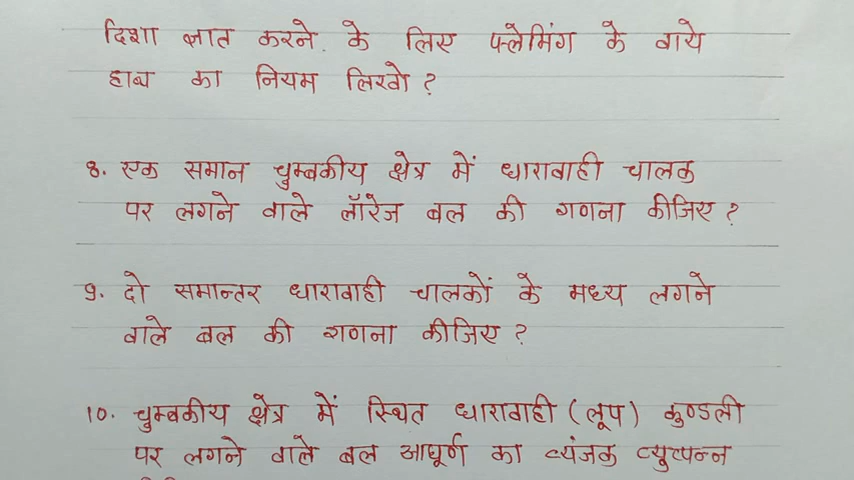 दिशा ज्ञात करने. के लिए फ्लेमिंग के वाये
हाथ का नियम लिखो ?
8. एक समान चुम्बकीय क्षेत्र में धारावाही चालक
पर लगने वाले लॉरेंज बल की गणना कीजिए ?
9. दो समान्तर धारावाही चालकों के मध्य लगने
वाले बल की गणना कीजिए ?
10. चुम्बकीय क्षेत्र में स्थित धारावाही (लूप) कुण्डली
पर लगने वाले बल आघूर्ण का व्यंजक व्युत्पन्न